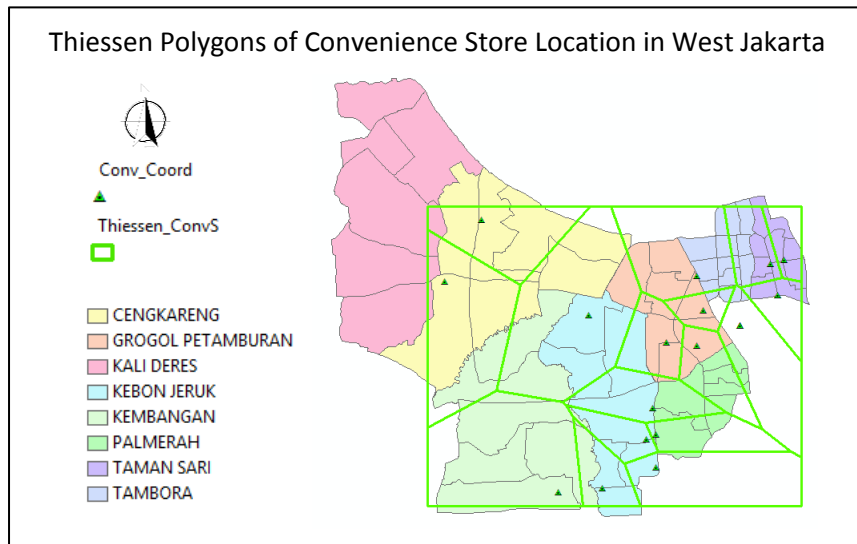 Thiessen Polygons of Convenience Store Location in West Jakarta
Conv_Coord
Thiessen_ConvS
CENGKARENG
GROGOL PETAMBURAN
KALI DERES
KEBON JERUK
KEMBANGAN
PALMERAH
TAMAN SARI
TAMBORA